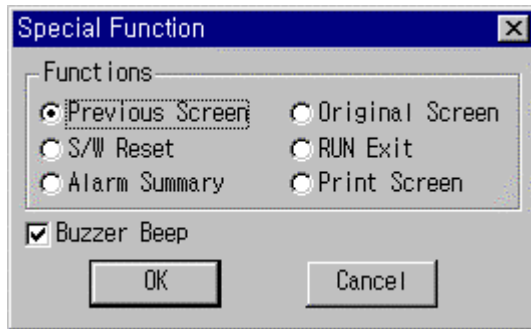 Special Function
Functions
Previous Screen Original Screen
S/W Reset RUN Exit
Alarm Summary Print Screen
Buzzer Beep
OK Cancel